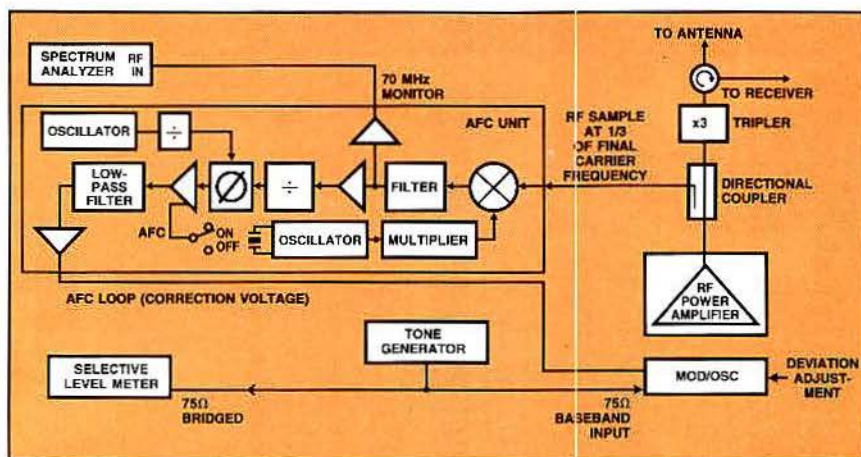 TO ANTENNA
SPECTRUM RF
ANALYZER IN
70 MHz
MONITOR
TO RECEIVER
AFC UNIT
RF SAMPLE
AT 1/3
OF FINAL
CARRIER
FREQUENCY
x3
TRIPLER
OSCILLATOR
÷
LOW-
PASS
FILTER
Ø
÷
FILTER
DIRECTIONAL
COUPLER
AFC
ON
OFF
OSCILLATOR
MULTIPLIER
RF
POWER
AMPLIFIER
AFC LOOP (CORRECTION VOLTAGE)
TONE
GENERATOR
SELECTIVE
LEVEL METER
MOD/OSC
DEVIATION
ADJUST-
MENT
75Ω
BRIDGED
75Ω
BASEBAND
INPUT